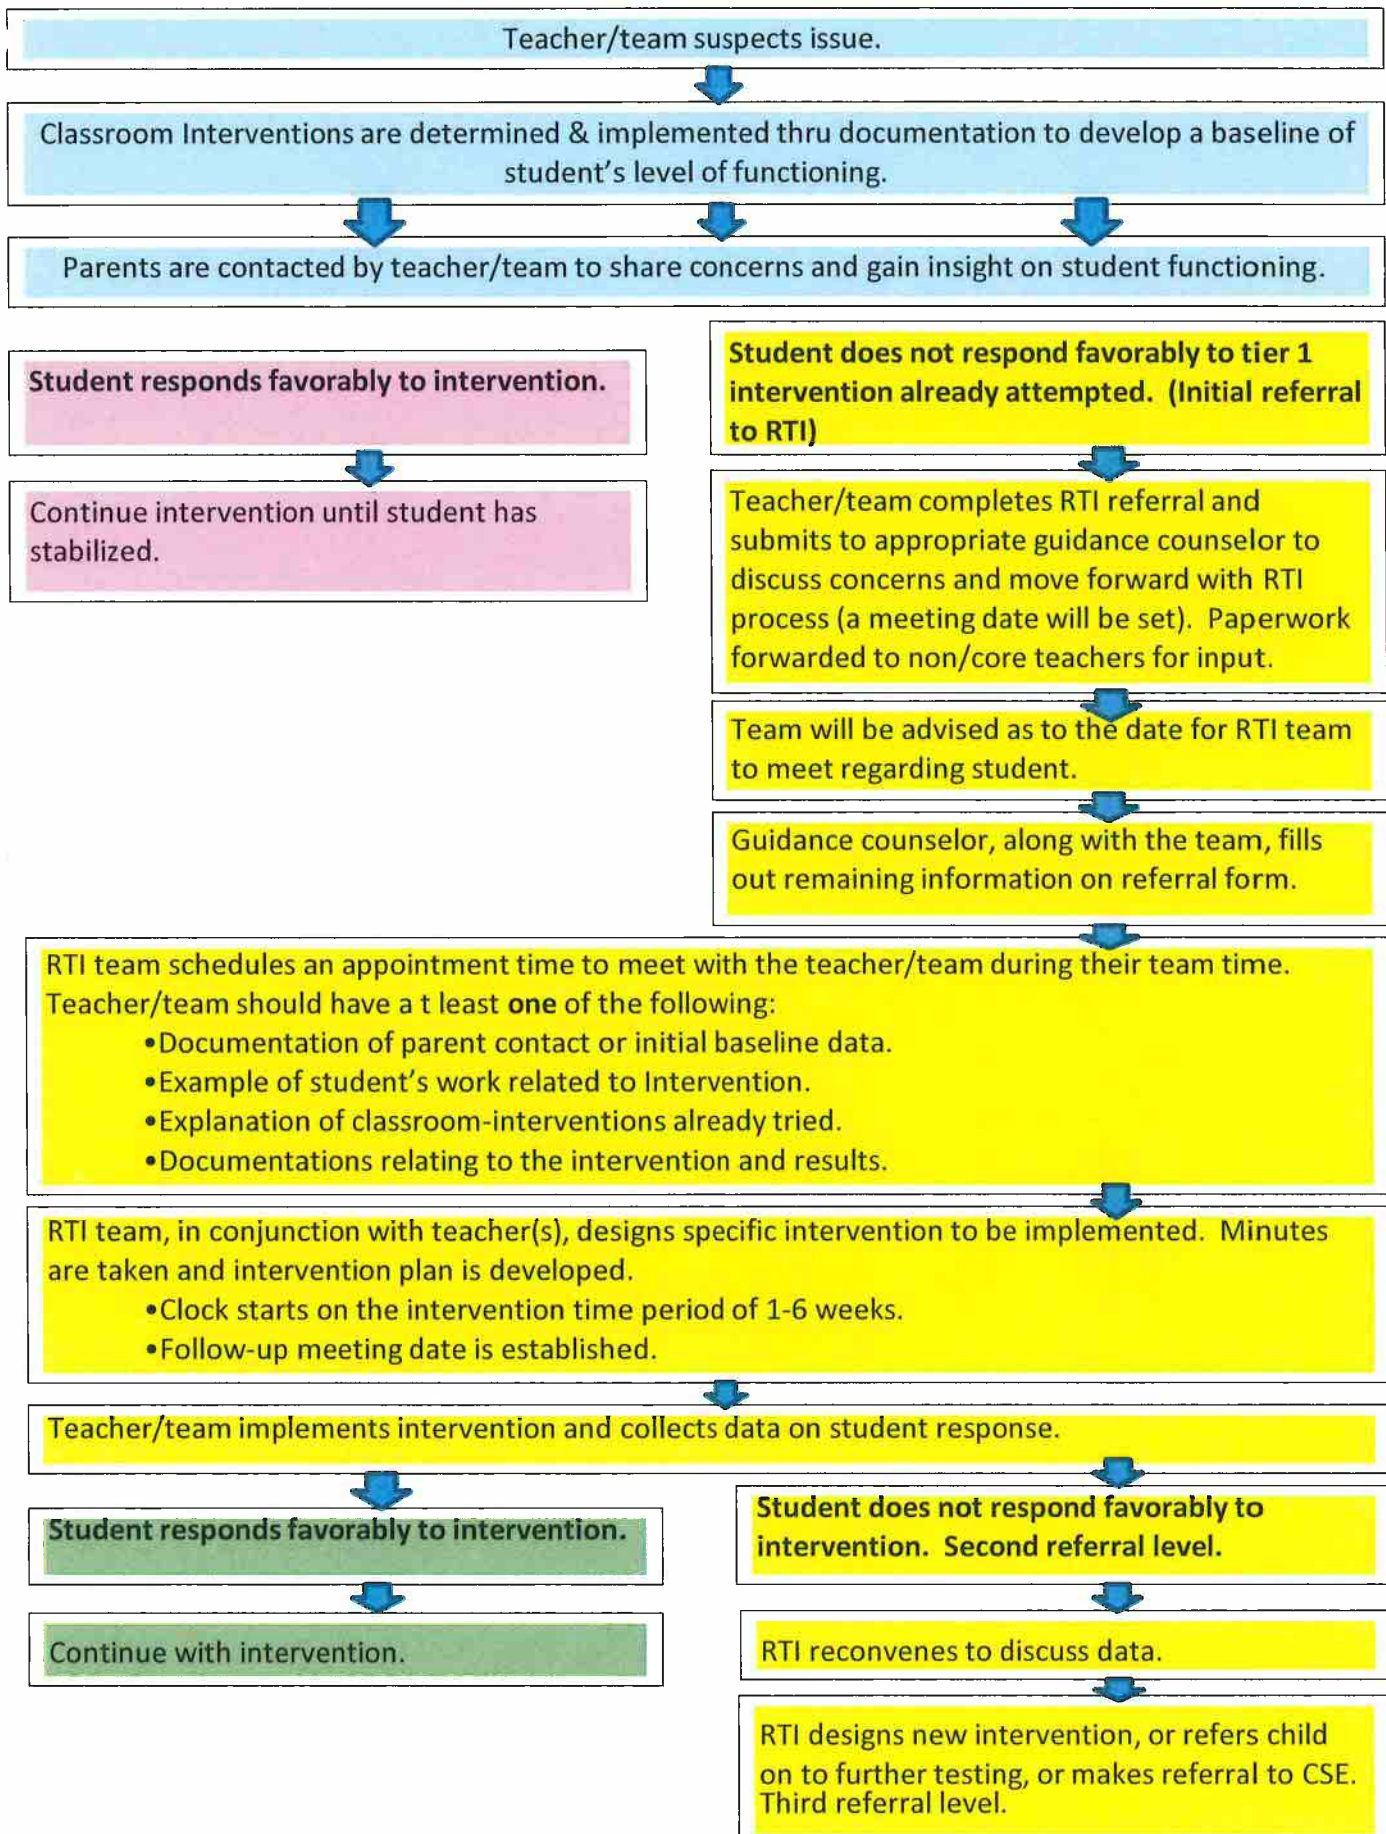 Teacher/team suspects issue.
Classroom Interventions are determined & implemented thru documentation to develop a baseline of
student's level of functioning.
Parents are contacted by teacher/team to share concerns and gain insight on student functioning.
Student responds favorably to intervention.
Continue intervention until student has
stabilized.
Student does not respond favorably to tier 1
intervention already attempted. (Initial referral
to RTI)
Teacher/team completes RTI referral and
submits to appropriate guidance counselor to
discuss concerns and move forward with RTI
process (a meeting date will be set). Paperwork
forwarded to non/core teachers for input.
Team will be advised as to the date for RTI team
to meet regarding student.
Guidance counselor, along with the team, fills
out remaining information on referral form.
RTI team schedules an appointment time to meet with the teacher/team during their team time.
Teacher/team should have a t least one of the following:
•Documentation of parent contact or initial baseline data.
•Example of student's work related to Intervention.
•Explanation of classroom-interventions already tried.
•Documentations relating to the intervention and results.
RTI team, in conjunction with teacher(s), designs specific intervention to be implemented. Minutes
are taken and intervention plan is developed.
•Clock starts on the intervention time period of 1-6 weeks.
•Follow-up meeting date is established.
Teacher/team implements intervention and collects data on student response.
Student responds favorably to intervention.
Continue with intervention.
Student does not respond favorably to
intervention. Second referral level.
RTI reconvenes to discuss data.
RTI designs new intervention, or refers child
on to further testing, or makes referral to CSE.
Third referral level.